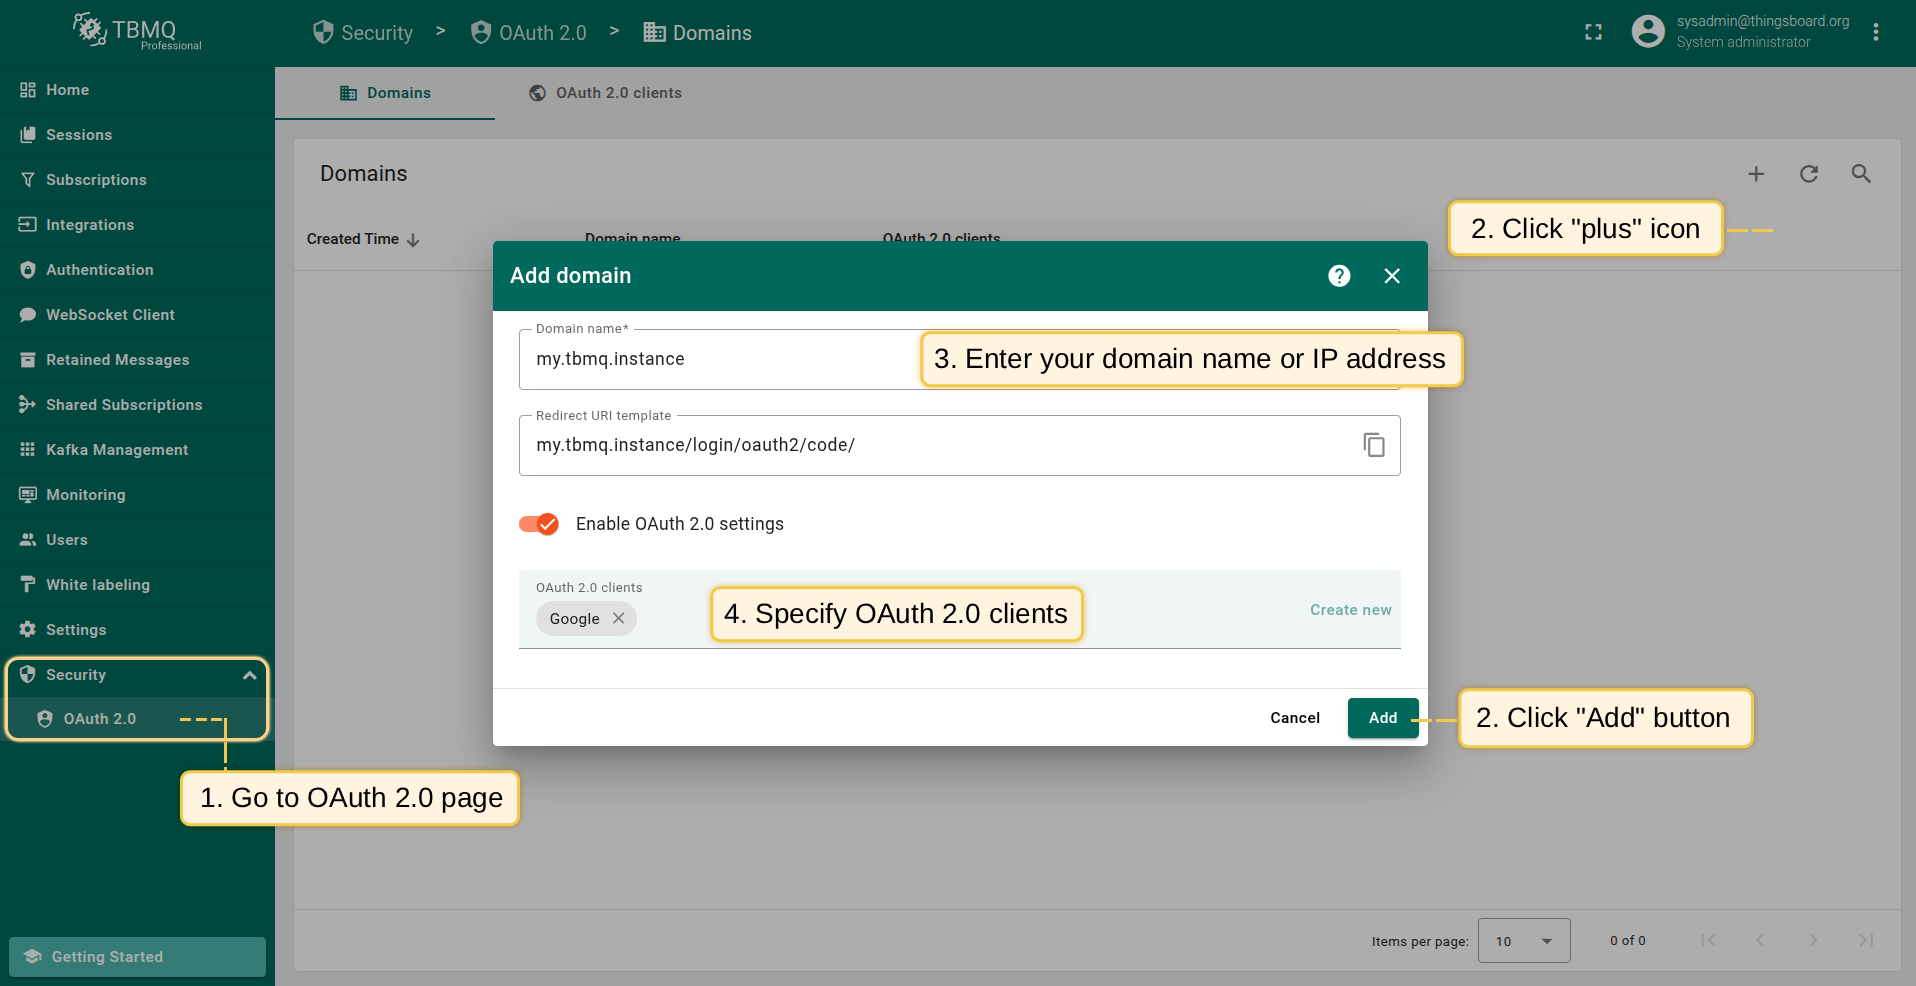 TBMQ
Professional
Security > OAuth 2.0 > Domains
sysadmin@thingsboard.org
System administrator
Home
Sessions
Subscriptions
Integrations
Authentication
WebSocket Client
Retained Messages
Shared Subscriptions
Kafka Management
Monitoring
Users
White labeling
Settings
Security
OAuth 2.0
1. Go to OAuth 2.0 page
Getting Started
Domains
OAuth 2.0 clients
Domains
2. Click "plus" icon
Created Time
Domain name
OAuth 2.0 clients
Add domain
Domain name*
my.tbmq.instance
3. Enter your domain name or IP address
Redirect URI template
my.tbmq.instance/login/oauth2/code/
Enable OAuth 2.0 settings
OAuth 2.0 clients
Google
4. Specify OAuth 2.0 clients
Create new
Cancel
Add
2. Click "Add" button
Items per page:
10
0 of 0